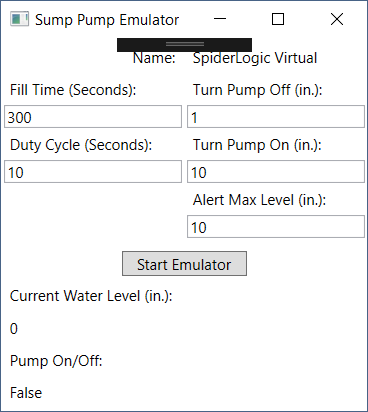 Sump Pump Emulator
Name: SpiderLogic Virtual
Fill Time (Seconds): Turn Pump Off (in.):
300 1
Duty Cycle (Seconds): Turn Pump On (in.):
10 10
Alert Max Level (in.):
10
Start Emulator
Current Water Level (in.):
0
Pump On/Off:
False